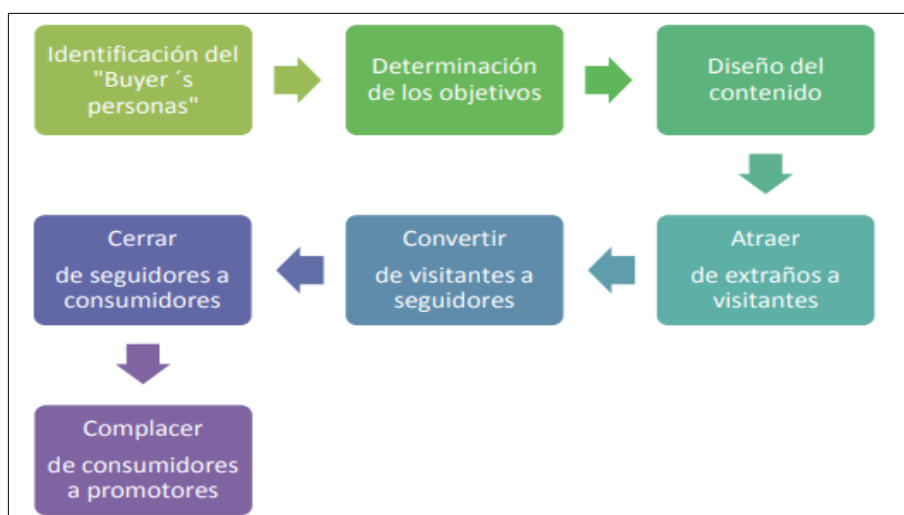 Identificación del
"Buyer ´s
personas"
Determinación
de los objetivos
Diseño del
contenido
Atraer
de extraños a
visitantes
Convertir
de visitantes a
seguidores
Cerrar
de seguidores a
consumidores
Complacer
de consumidores
a promotores